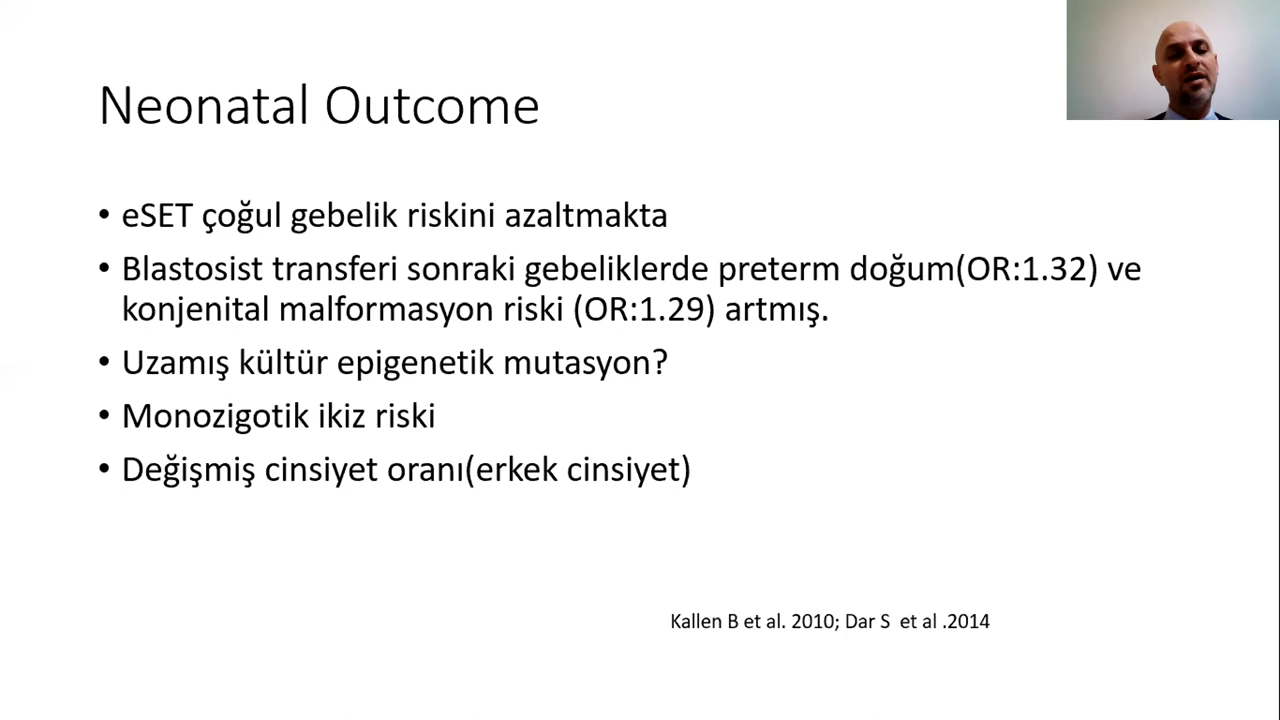 Neonatal Outcome
• eSET çoğul gebelik riskini azaltmakta
• Blastosist transferi sonraki gebeliklerde preterm doğum(OR:1.32) ve
konjenital malformasyon riski (OR:1.29) artmış.
• Uzamış kültür epigenetik mutasyon?
• Monozigotik ikiz riski
• Değişmiş cinsiyet oranı(erkek cinsiyet)
Kallen B et al. 2010; Dar S  et al .2014